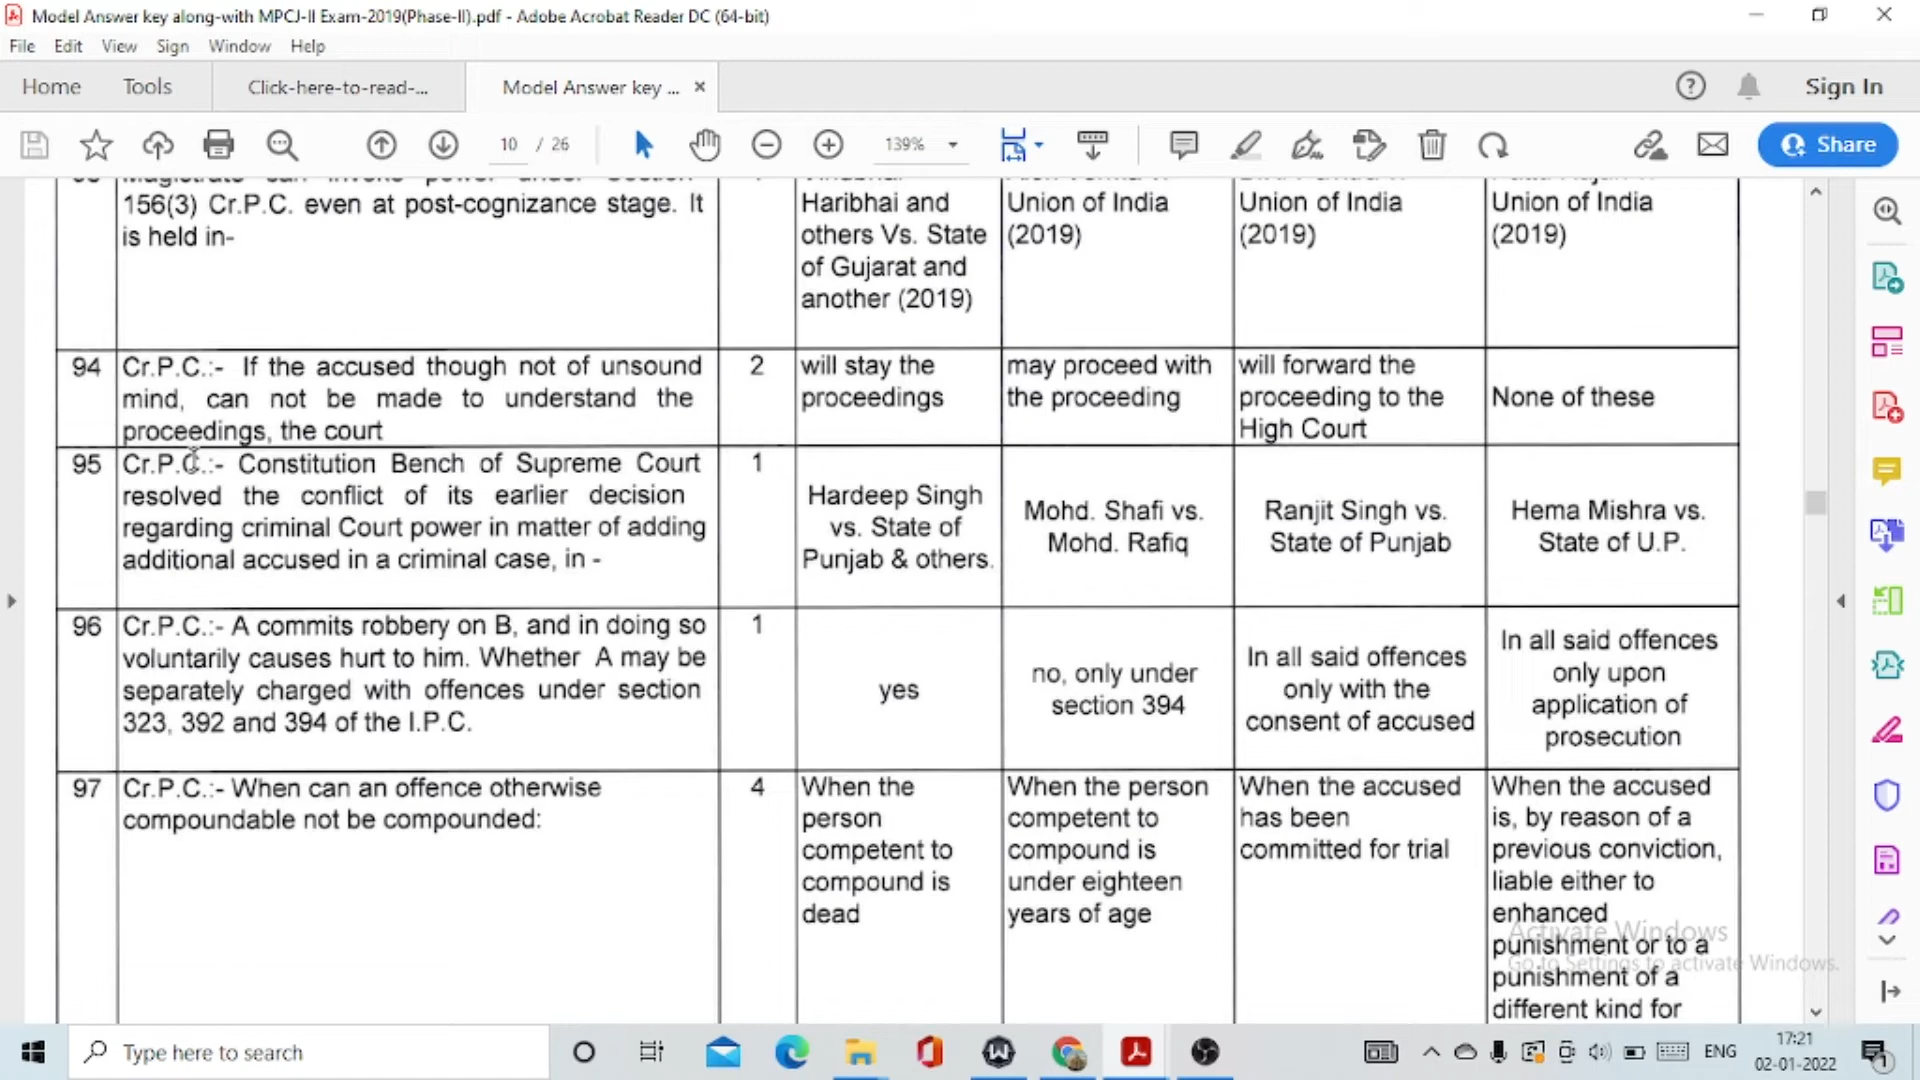 Model Answer key along-with MPCJ-II Exam-2019(Phase-II).pdf - Adobe Acrobat Reader DC (64-bit)
File Edit View Sign Window Help
Home Tools Click-here-to-read-... Model Answer key ... × Sign In
10 / 26 139% Share
156(3) Cr.P.C. even at post-cognizance stage. It
is held in-
Haribhai and
others Vs. State
of Gujarat and
another (2019)
Union of India
(2019)
Union of India
(2019)
Union of India
(2019)
94
Cr.P.C.:- If the accused though not of unsound
mind, can not be made to understand the
proceedings, the court
2
will stay the
proceedings
may proceed with
the proceeding
will forward the
proceeding to the
High Court
None of these
95
Cr.P.C.:- Constitution Bench of Supreme Court
resolved the conflict of its earlier decision
regarding criminal Court power in matter of adding
additional accused in a criminal case, in -
1
Hardeep Singh
vs. State of
Punjab & others.
Mohd. Shafi vs.
Mohd. Rafiq
Ranjit Singh vs.
State of Punjab
Hema Mishra vs.
State of U.P.
96
Cr.P.C.:- A commits robbery on B, and in doing so
voluntarily causes hurt to him. Whether A may be
separately charged with offences under section
323, 392 and 394 of the I.P.C.
1
yes
no, only under
section 394
In all said offences
only with the
consent of accused
In all said offences
only upon
application of
prosecution
97
Cr.P.C.:- When can an offence otherwise
compoundable not be compounded:
4
When the
person
competent to
compound is
dead
When the person
competent to
compound is
under eighteen
years of age
When the accused
has been
committed for trial
When the accused
is, by reason of a
previous conviction,
liable either to
enhanced
punishment or to a
punishment of a
different kind for
Activate Windows
Go to Settings to activate Windows.
Type here to search
ENG
17:21
02-01-2022
1